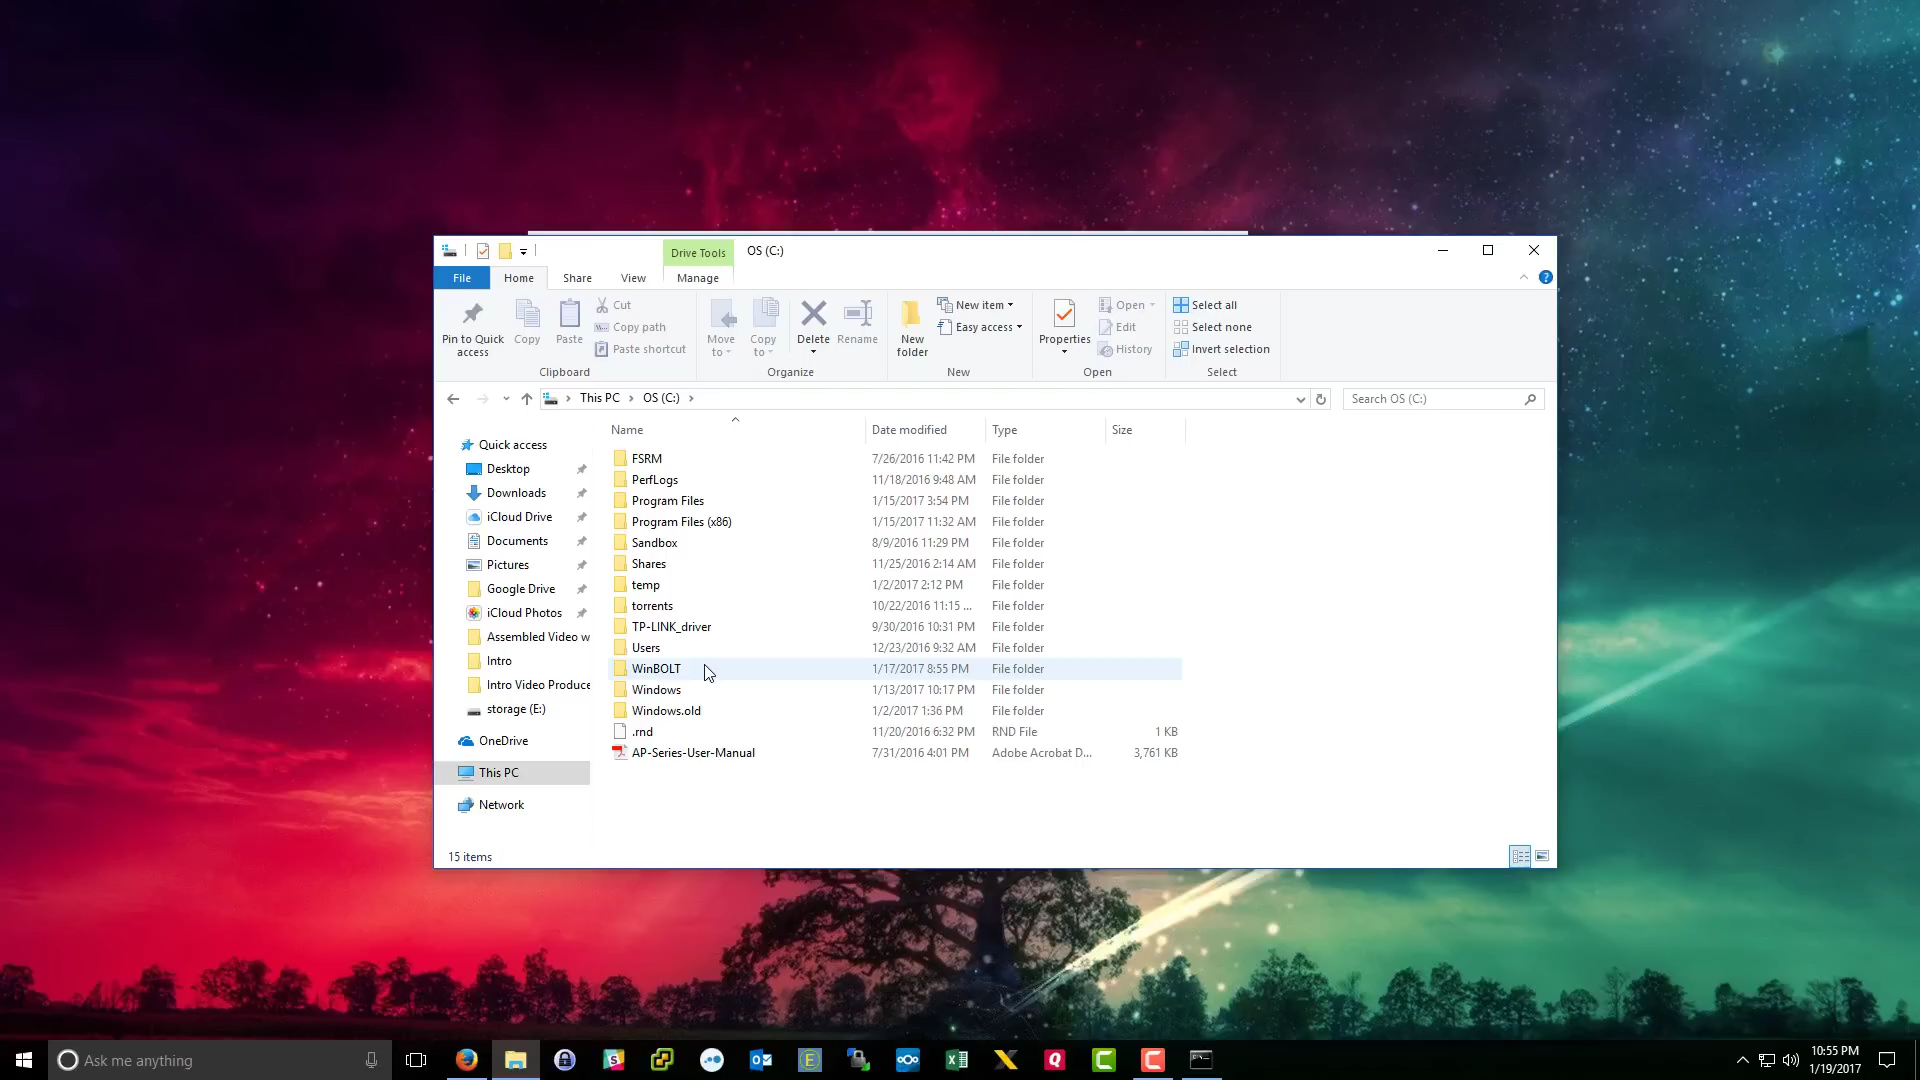 Drive Tools
OS (C:)
File
Home
Share
View
Manage
Pin to Quick
access
Copy
Paste
Cut
Copy path
Paste shortcut
Clipboard
Move
to
Copy
to
Delete
Rename
Organize
New
folder
New item
Easy access
New
Properties
Open
Edit
History
Open
Select all
Select none
Invert selection
Select
This PC
OS (C:)
Search OS (C:)
Name
Date modified
Type
Size
Quick access
Desktop
Downloads
iCloud Drive
Documents
Pictures
Google Drive
iCloud Photos
Assembled Video w
Intro
Intro Video Produce
storage (E:)
OneDrive
This PC
Network
FSRM 7/26/2016 11:42 PM File folder
PerfLogs 11/18/2016 9:48 AM File folder
Program Files 1/15/2017 3:54 PM File folder
Program Files (x86) 1/15/2017 11:32 AM File folder
Sandbox 8/9/2016 11:29 PM File folder
Shares 11/25/2016 2:14 AM File folder
temp 1/2/2017 2:12 PM File folder
torrents 10/22/2016 11:15 ... File folder
TP-LINK_driver 9/30/2016 10:31 PM File folder
Users 12/23/2016 9:32 AM File folder
WinBOLT 1/17/2017 8:55 PM File folder
Windows 1/13/2017 10:17 PM File folder
Windows.old 1/2/2017 1:36 PM File folder
.rnd 11/20/2016 6:32 PM RND File 1 KB
AP-Series-User-Manual 7/31/2016 4:01 PM Adobe Acrobat D... 3,761 KB
15 items
Ask me anything
10:55 PM
1/19/2017